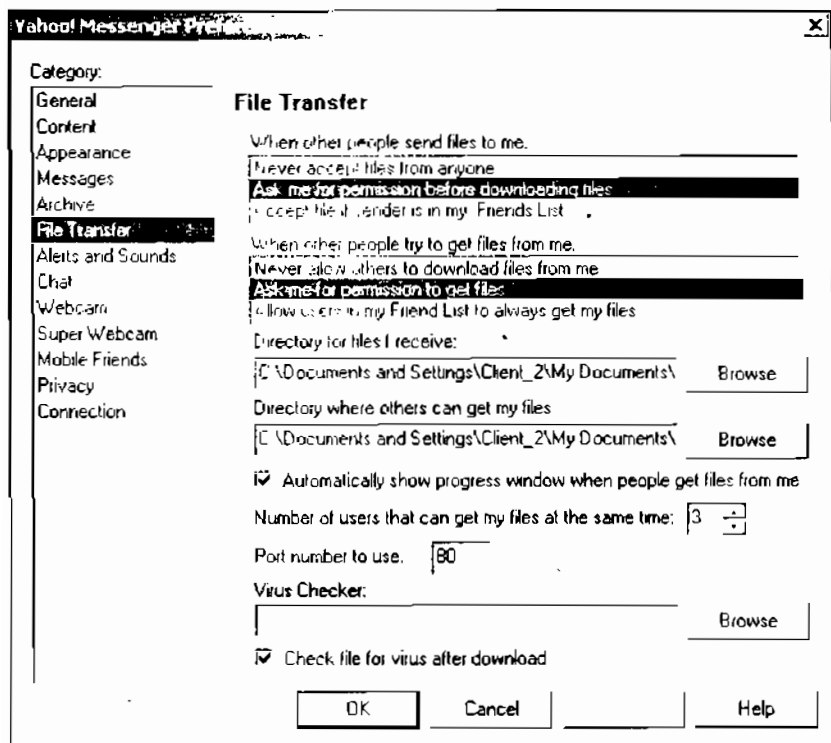 Yahoo! Messenger
Category:
General
Content
Appearance
Messages
Archive
File Transfer
Alerts and Sounds
Chat
Webcam
Super Webcam
Mobile Friends
Privacy
Connection
File Transfer
When other people send files to me.
Never accept files from anyone
Ask me for permission before downloading files
Accept file if sender is in my Friends List
When other people try to get files from me.
Never allow others to download files from me
Ask me for permission to get files
Allow users in my Friend List to always get my files
Directory for files I receive:
C:\Documents and Settings\Client_2\My Documents\ Browse
Directory where others can get my files
C:\Documents and Settings\Client_2\My Documents\ Browse
Automatically show progress window when people get files from me
Number of users that can get my files at the same time: 3
Port number to use. 80
Virus Checker:
Browse
Check file for virus after download
OK Cancel Help